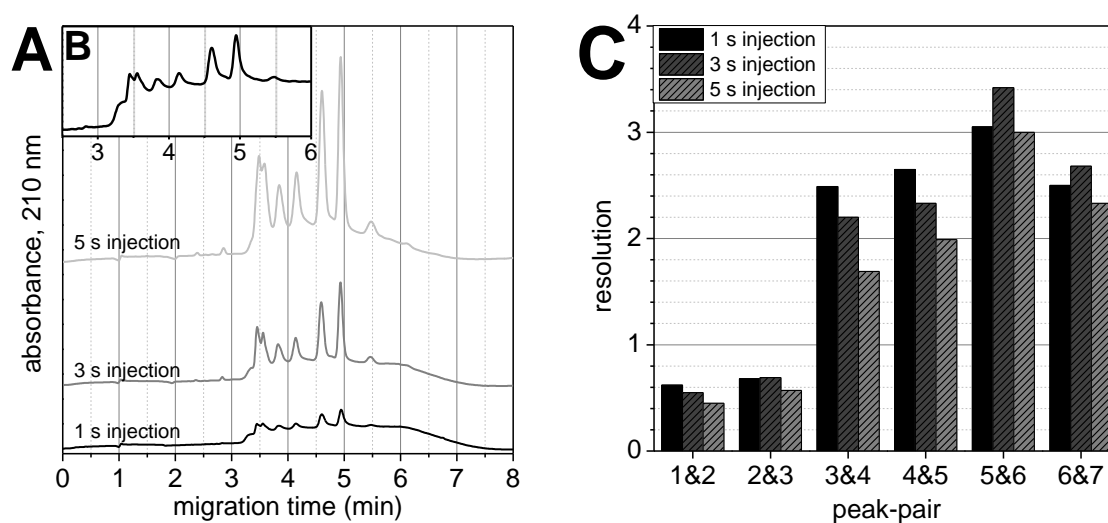 A
B
3 4 5 6
5 s injection
3 s injection
1 s injection
absorbance, 210 nm
0 1 2 3 4 5 6 7 8
migration time (min)
C
1 s injection
3 s injection
5 s injection
4
3
2
1
0
resolution
1&2 2&3 3&4 4&5 5&6 6&7
peak-pair